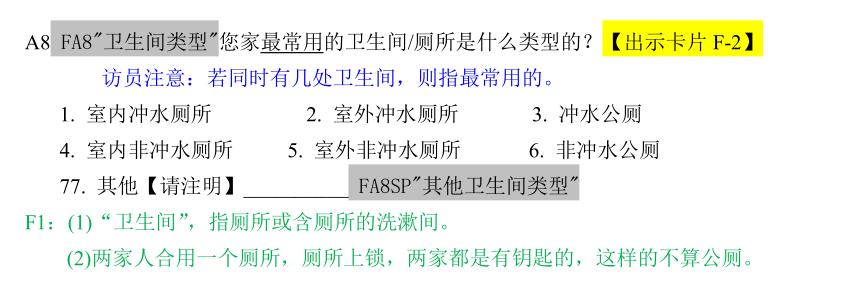 A8 FA8"卫生间类型"您家最常用的卫生间/厕所是什么类型的？【出示卡片 F-2】
访员注意：若同时有几处卫生间，则指最常用的。
1. 室内冲水厕所 2. 室外冲水厕所 3. 冲水公厕
4. 室内非冲水厕所 5. 室外非冲水厕所 6. 非冲水公厕
77. 其他【请注明】__________ FA8SP"其他卫生间类型"
F1：(1)“卫生间”，指厕所或含厕所的洗漱间。
(2)两家人合用一个厕所，厕所上锁，两家都是有钥匙的，这样的不算公厕。